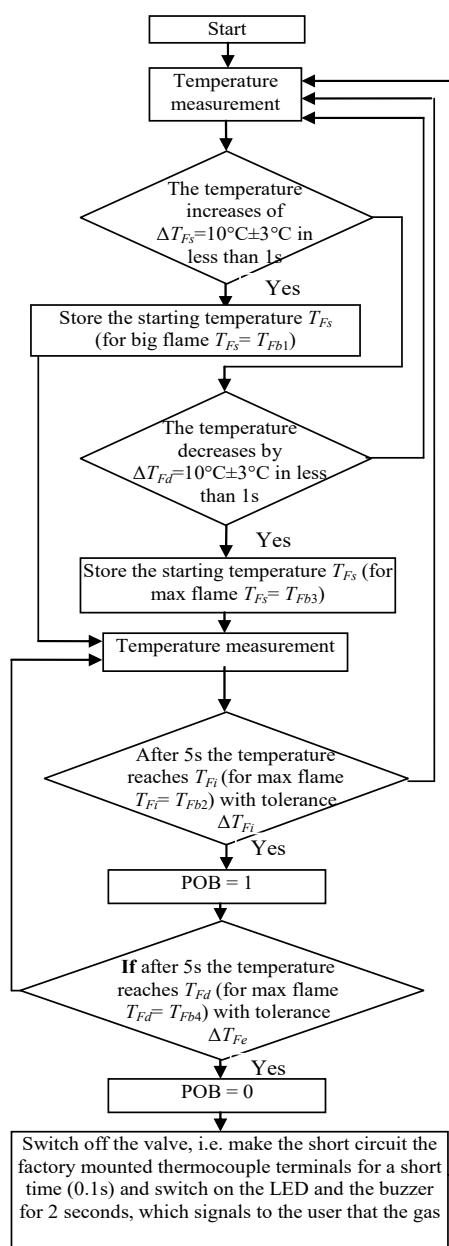 Start
Temperature
measurement
The temperature
increases of
ΔT_Fs=10°C±3°C in
less than 1s
Yes
Store the starting temperature T_Fs
(for big flame T_Fs= T_Fb1)
The temperature
decreases by
ΔT_Fd=10°C±3°C in less
than 1s
Yes
Store the starting temperature T_Fs (for
max flame T_Fs= T_Fb3)
Temperature measurement
After 5s the temperature
reaches T_Fi (for max flame
T_Fi= T_Fb2) with tolerance
ΔT_Fi
Yes
POB = 1
If after 5s the temperature
reaches T_Fd (for max flame
T_Fd= T_Fb4) with tolerance
ΔT_Fe
Yes
POB = 0
Switch off the valve, i.e. make the short circuit the
factory mounted thermocouple terminals for a short
time (0.1s) and switch on the LED and the buzzer
for 2 seconds, which signals to the user that the gas